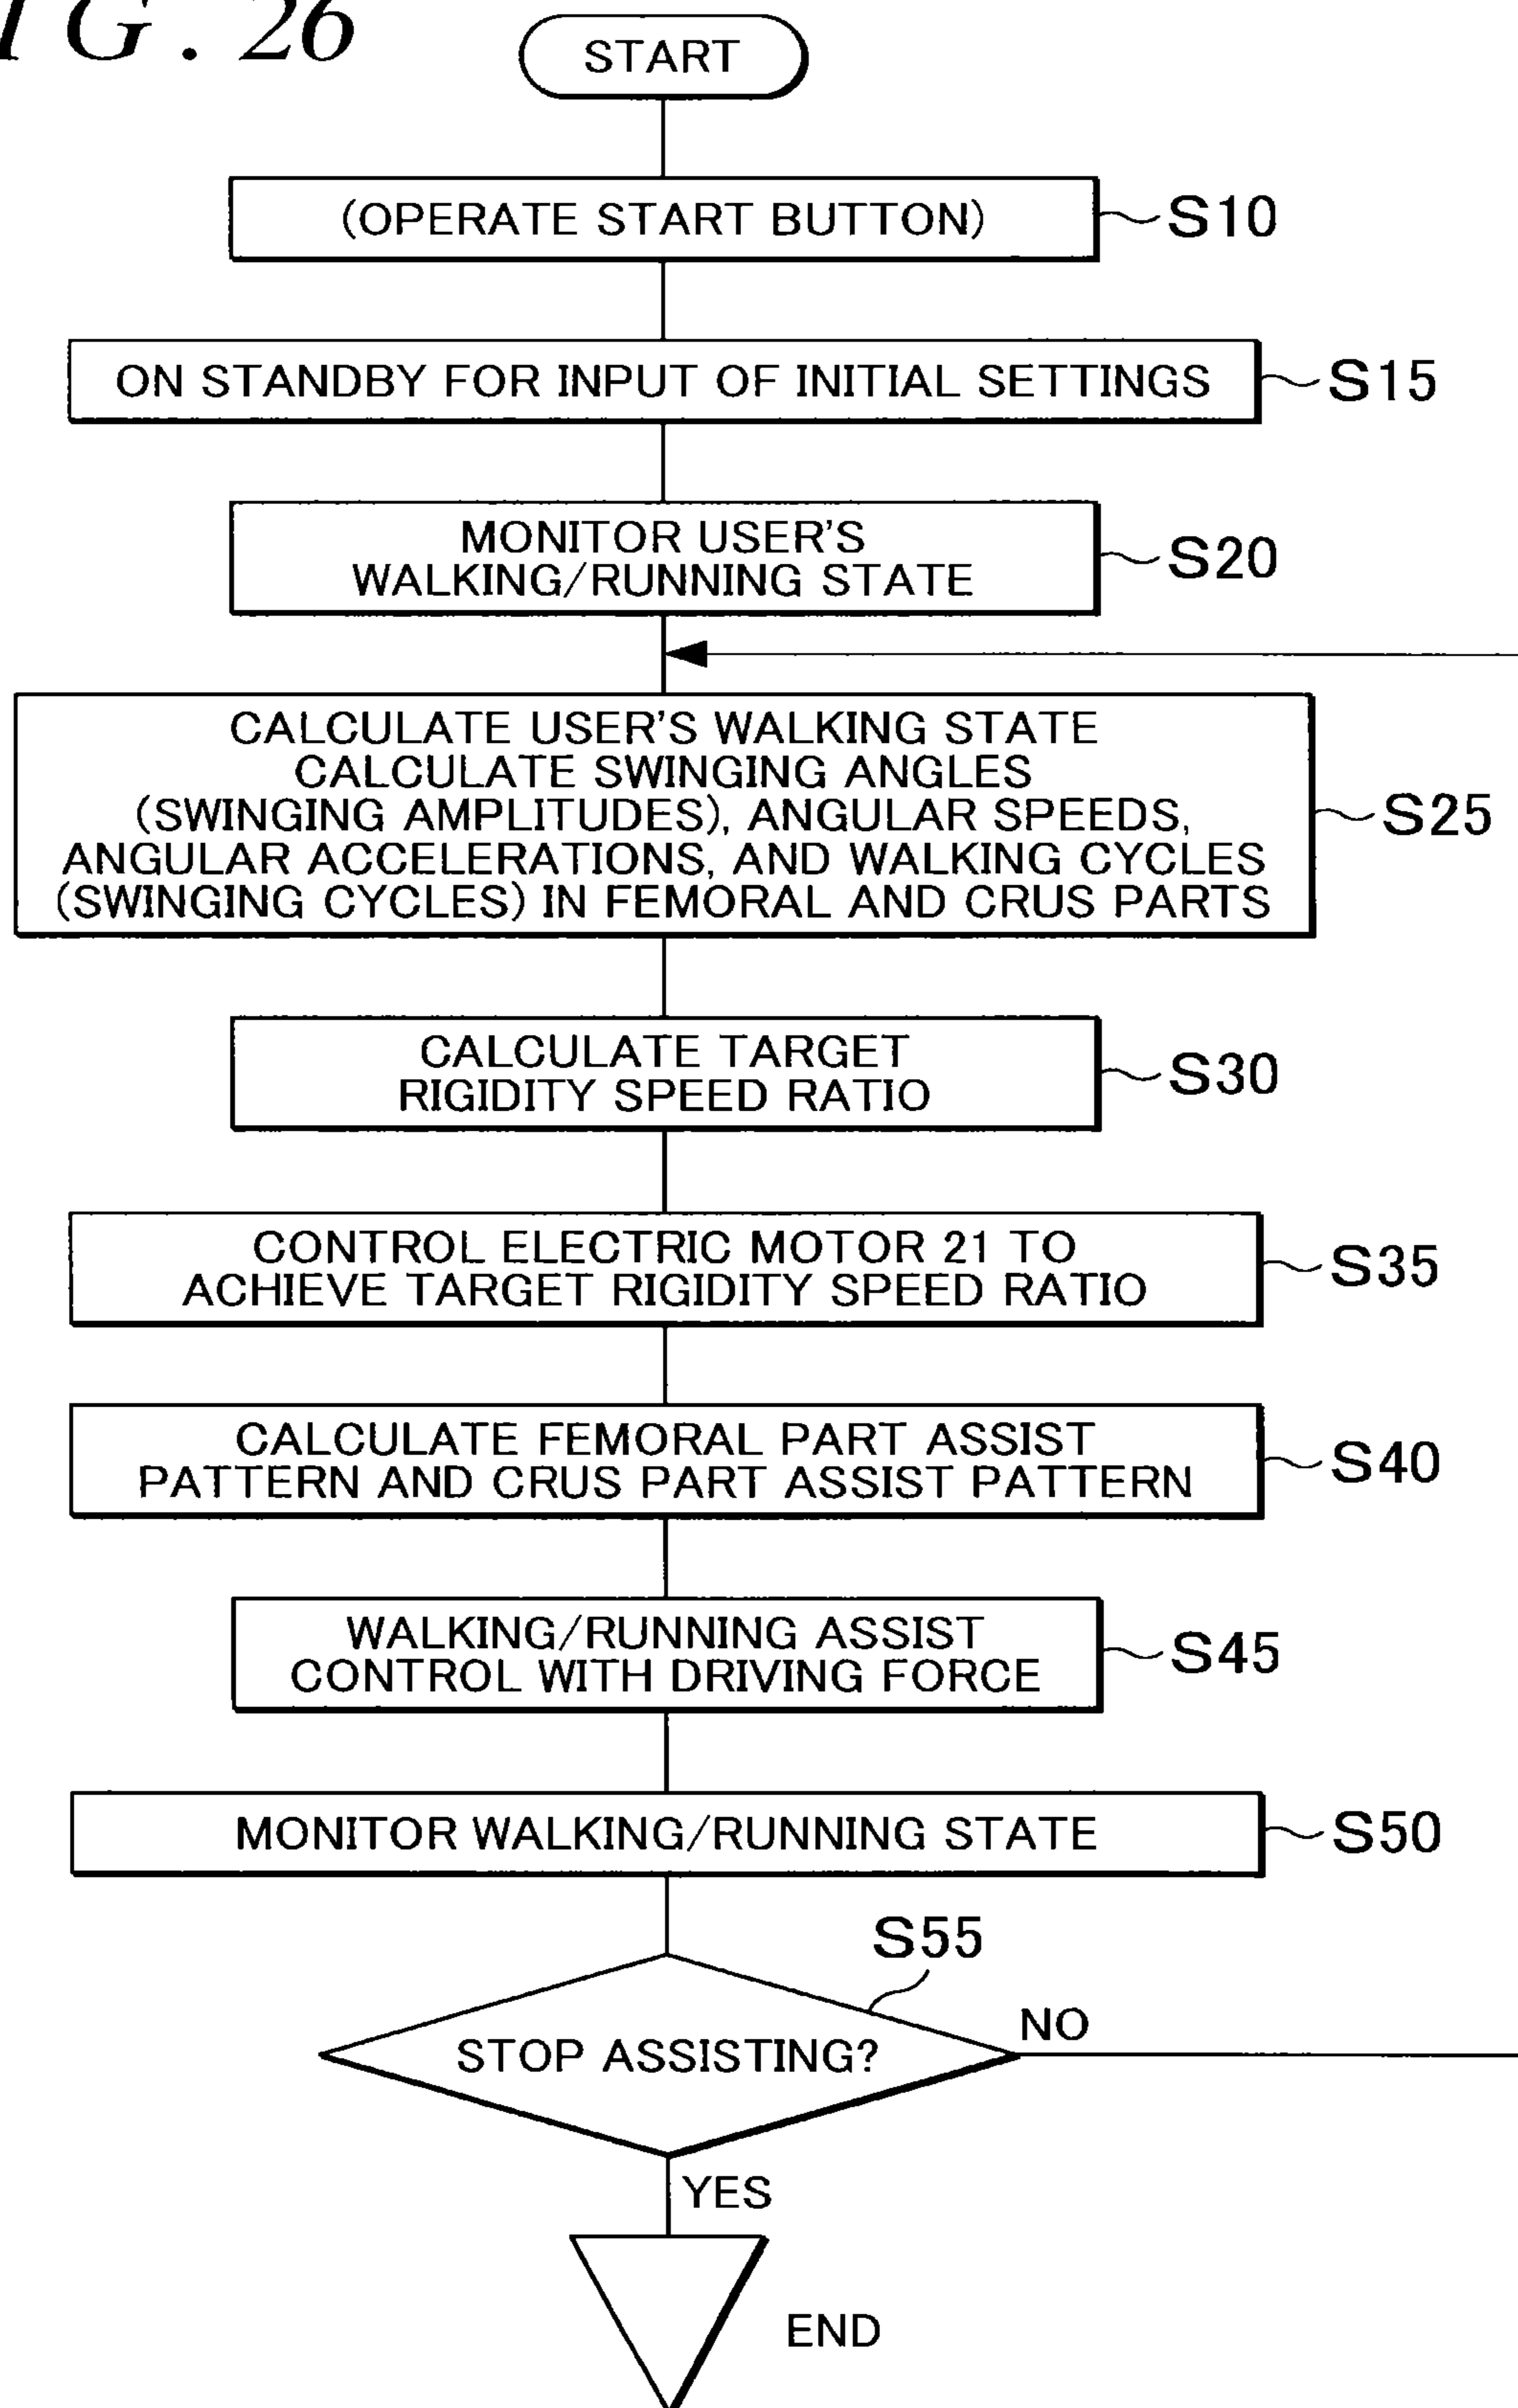 IG. 26
START
(OPERATE START BUTTON)
S10
ON STANDBY FOR INPUT OF INITIAL SETTINGS
S15
MONITOR USER'S
WALKING/RUNNING STATE
S20
CALCULATE USER'S WALKING STATE
CALCULATE SWINGING ANGLES
(SWINGING AMPLITUDES), ANGULAR SPEEDS,
ANGULAR ACCELERATIONS, AND WALKING CYCLES
(SWINGING CYCLES) IN FEMORAL AND CRUS PARTS
S25
CALCULATE TARGET
RIGIDITY SPEED RATIO
S30
CONTROL ELECTRIC MOTOR 21 TO
ACHIEVE TARGET RIGIDITY SPEED RATIO
S35
CALCULATE FEMORAL PART ASSIST
PATTERN AND CRUS PART ASSIST PATTERN
S40
WALKING/RUNNING ASSIST
CONTROL WITH DRIVING FORCE
S45
MONITOR WALKING/RUNNING STATE
S50
S55
STOP ASSISTING?
NO
YES
END